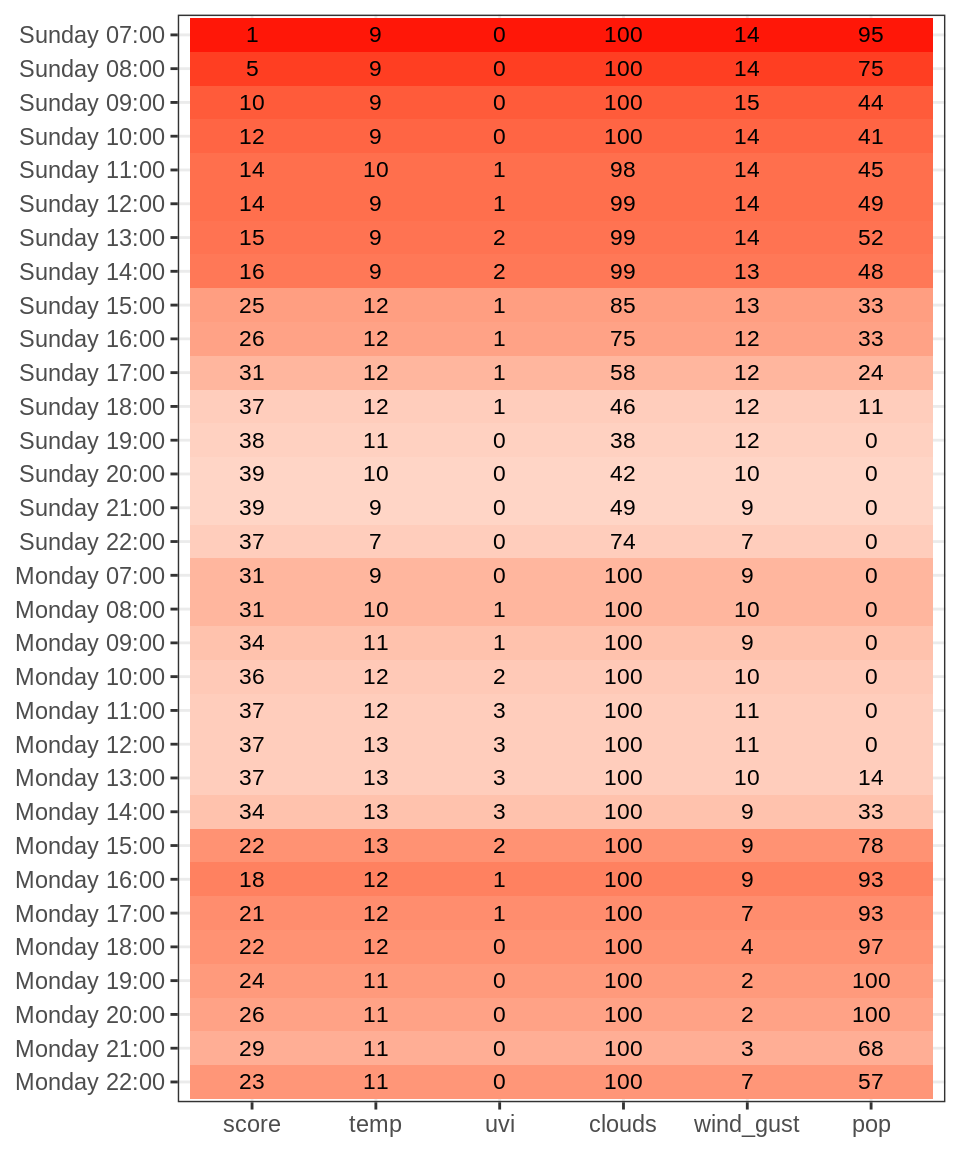 Sunday 07:00 1 9 0 100 14 95
Sunday 08:00 5 9 0 100 14 75
Sunday 09:00 10 9 0 100 15 44
Sunday 10:00 12 9 0 100 14 41
Sunday 11:00 14 10 1 98 14 45
Sunday 12:00 14 9 1 99 14 49
Sunday 13:00 15 9 2 99 14 52
Sunday 14:00 16 9 2 99 13 48
Sunday 15:00 25 12 1 85 13 33
Sunday 16:00 26 12 1 75 12 33
Sunday 17:00 31 12 1 58 12 24
Sunday 18:00 37 12 1 46 12 11
Sunday 19:00 38 11 0 38 12 0
Sunday 20:00 39 10 0 42 10 0
Sunday 21:00 39 9 0 49 9 0
Sunday 22:00 37 7 0 74 7 0
Monday 07:00 31 9 0 100 9 0
Monday 08:00 31 10 1 100 10 0
Monday 09:00 34 11 1 100 9 0
Monday 10:00 36 12 2 100 10 0
Monday 11:00 37 12 3 100 11 0
Monday 12:00 37 13 3 100 11 0
Monday 13:00 37 13 3 100 10 14
Monday 14:00 34 13 3 100 9 33
Monday 15:00 22 13 2 100 9 78
Monday 16:00 18 12 1 100 9 93
Monday 17:00 21 12 1 100 7 93
Monday 18:00 22 12 0 100 4 97
Monday 19:00 24 11 0 100 2 100
Monday 20:00 26 11 0 100 2 100
Monday 21:00 29 11 0 100 3 68
Monday 22:00 23 11 0 100 7 57
score temp uvi clouds wind_gust pop